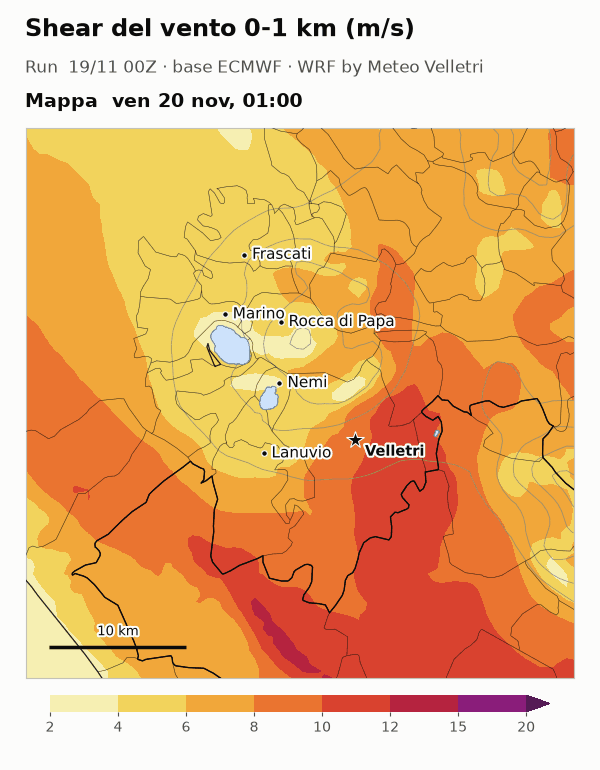 Shear del vento 0-1 km (m/s)
Run  19/11 00Z · base ECMWF · WRF by Meteo Velletri
Mappa  ven 20 nov, 01:00
Frascati
Marino
Rocca di Papa
Nemi
Velletri
Lanuvio
10 km
2 4 6 8 10 12 15 20